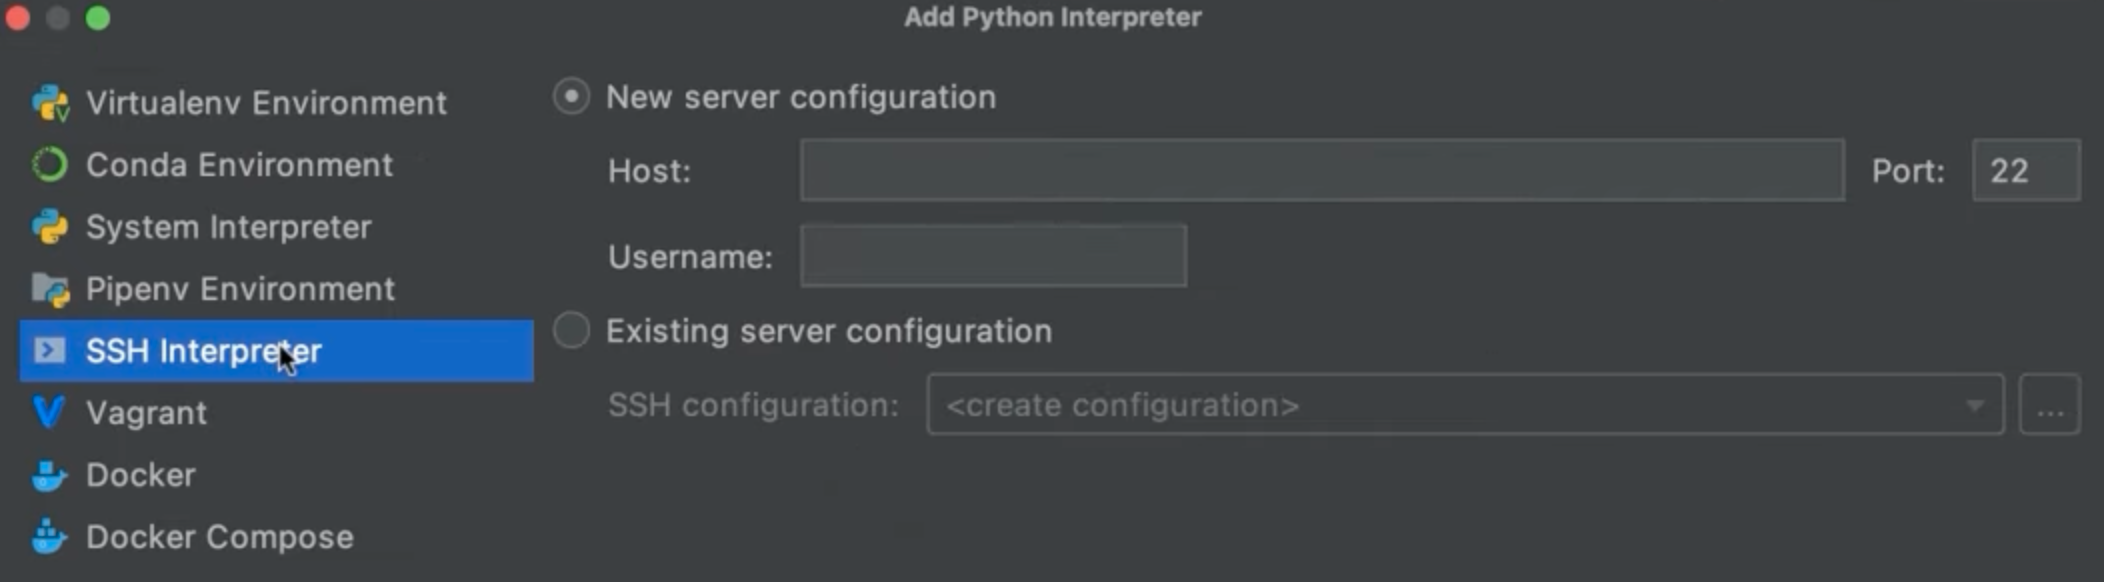 Add Python Interpreter
Virtualenv Environment
Conda Environment
System Interpreter
Pipenv Environment
SSH Interpreter
Vagrant
Docker
Docker Compose
New server configuration
Host:
Port: 22
Username:
Existing server configuration
SSH configuration: <create configuration> ...